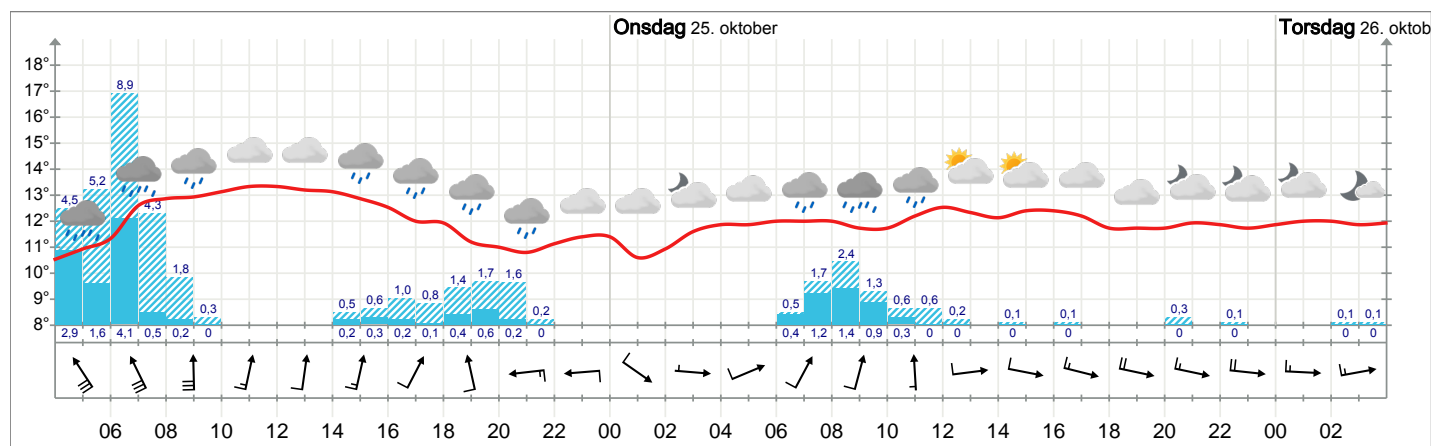 Onsdag 25. oktober Torsdag 26. oktob
18°
17° 8,9
16°
15°
14°
13° 4,5 5,2 4,3
12°
11°
10° 1,8 1,4 1,7 1,6 1,7 2,4 1,3
9° 0,3 0,5 0,6 1,0 0,8 0,2 0,5 0,6 0,6 0,2 0,1 0,1 0,3 0,1 0,1 0,1
8° 2,9 1,6 4,1 0,5 0,2 0 0,2 0,3 0,2 0,1 0,4 0,6 0,2 0 0,4 1,2 1,4 0,9 0,3 0 0 0 0 0 0 0 0
06 08 10 12 14 16 18 20 22 00 02 04 06 08 10 12 14 16 18 20 22 00 02